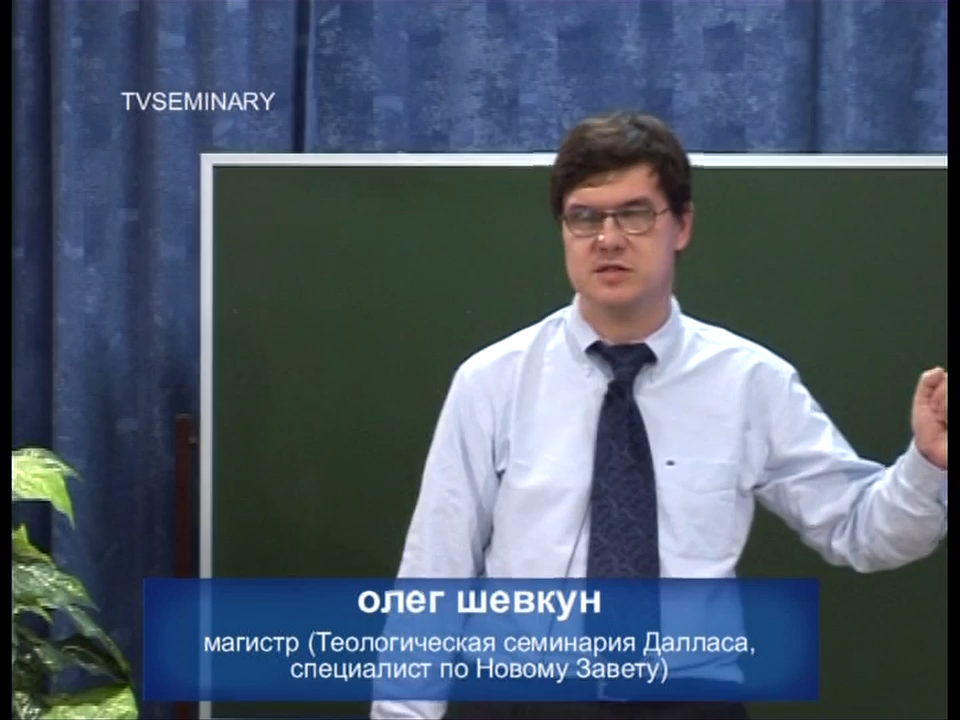 TVSEMINARY
олег шевкун
магистр (Теологическая семинария Далласа,
специалист по Новому Завету)